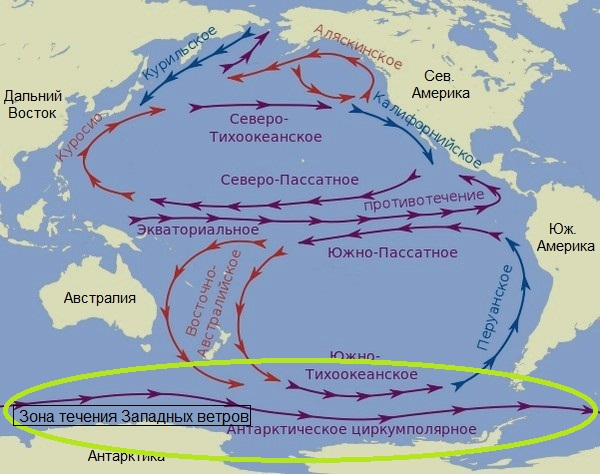 Курильское
Аляскинское
Сев.
Америка
Дальний
Восток
Куросио
Северо-
Тихоокеанское
Калифорнийское
Северо-Пассатное
противотечение
Экваториальное
Южно-Пассатное
Юж.
Америка
Австралия
Восточно-
Австралийское
Перуанское
Южно-
Тихоокеанское
Зона течения Западных ветров
Антарктическое циркумполярное
Антарктика